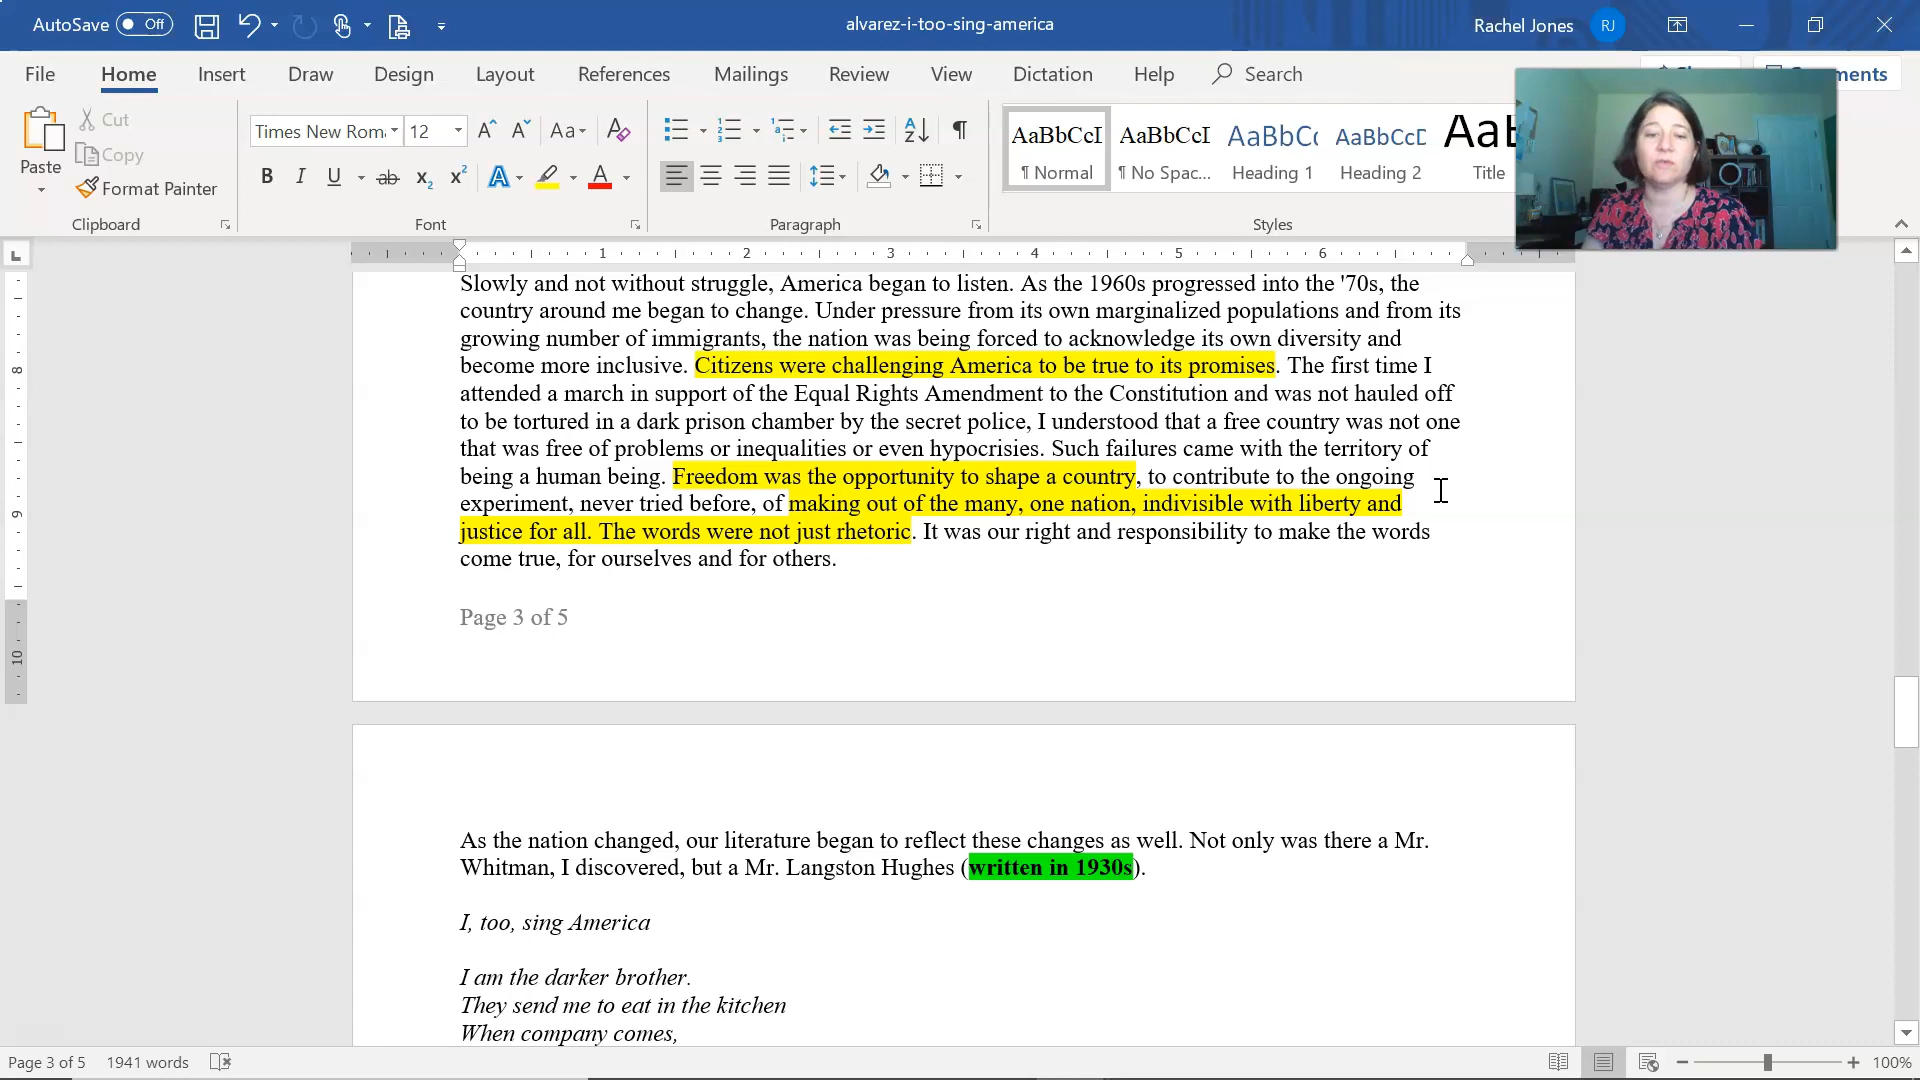 AutoSave Off alvarez-i-too-sing-america Rachel Jones RJ
File Home Insert Draw Design Layout References Mailings Review View Dictation Help Search
Paste Cut Copy Format Painter
Times New Rom 12
AaBbCcI AaBbCcI AaBbCc AaBbCcD AaB
¶ Normal ¶ No Spac... Heading 1 Heading 2 Title
Clipboard Font Paragraph Styles
1 2 3 4 5 6
Slowly and not without struggle, America began to listen. As the 1960s progressed into the '70s, the
country around me began to change. Under pressure from its own marginalized populations and from its
growing number of immigrants, the nation was being forced to acknowledge its own diversity and
become more inclusive. Citizens were challenging America to be true to its promises. The first time I
attended a march in support of the Equal Rights Amendment to the Constitution and was not hauled off
to be tortured in a dark prison chamber by the secret police, I understood that a free country was not one
that was free of problems or inequalities or even hypocrisies. Such failures came with the territory of
being a human being. Freedom was the opportunity to shape a country, to contribute to the ongoing
experiment, never tried before, of making out of the many, one nation, indivisible with liberty and
justice for all. The words were not just rhetoric. It was our right and responsibility to make the words
come true, for ourselves and for others.
Page 3 of 5
As the nation changed, our literature began to reflect these changes as well. Not only was there a Mr.
Whitman, I discovered, but a Mr. Langston Hughes (written in 1930s).
I, too, sing America
I am the darker brother.
They send me to eat in the kitchen
When company comes,
8
9
10
Page 3 of 5 1941 words 100%